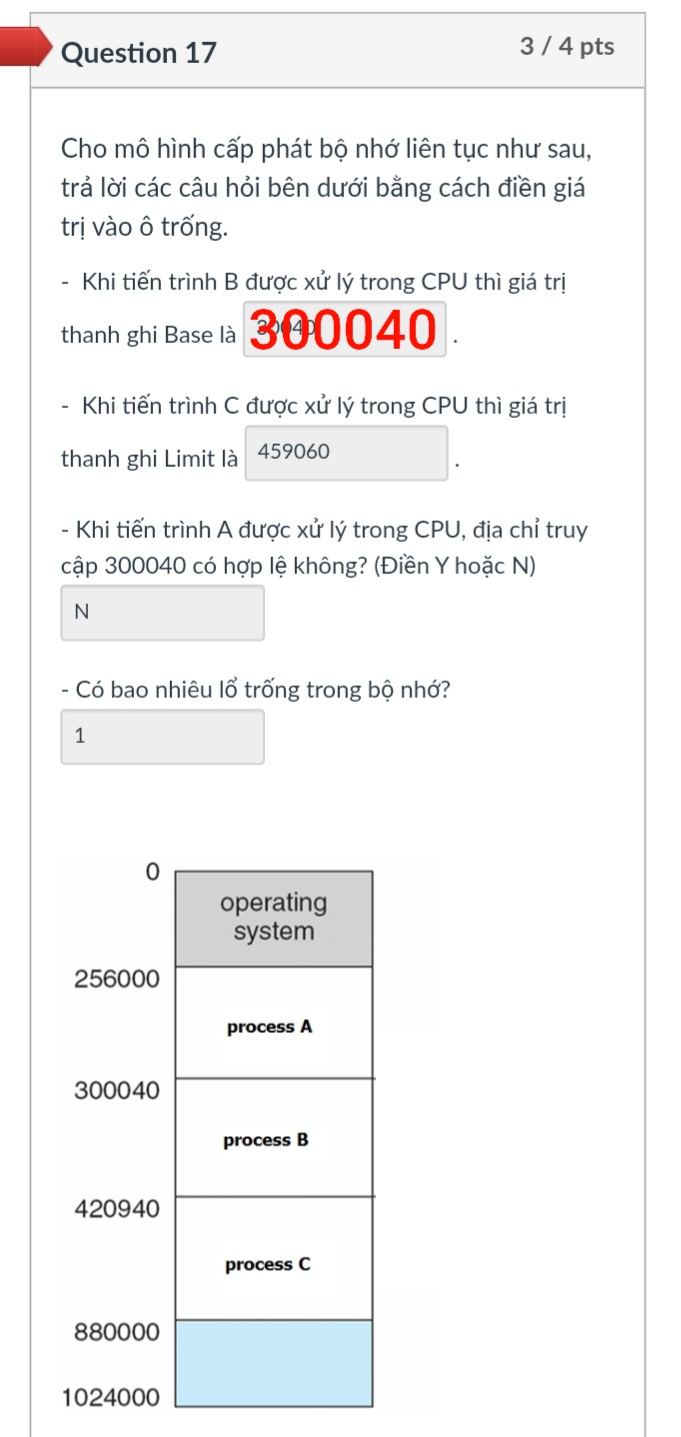 Question 17
3 / 4 pts
Cho mô hình cấp phát bộ nhớ liên tục như sau,
trả lời các câu hỏi bên dưới bằng cách điền giá
trị vào ô trống.
- Khi tiến trình B được xử lý trong CPU thì giá trị
thanh ghi Base là 300040 .
- Khi tiến trình C được xử lý trong CPU thì giá trị
thanh ghi Limit là 459060 .
- Khi tiến trình A được xử lý trong CPU, địa chỉ truy
cập 300040 có hợp lệ không? (Điền Y hoặc N)
N
- Có bao nhiêu lổ trống trong bộ nhớ?
1
0
operating
system
256000
process A
300040
process B
420940
process C
880000
1024000